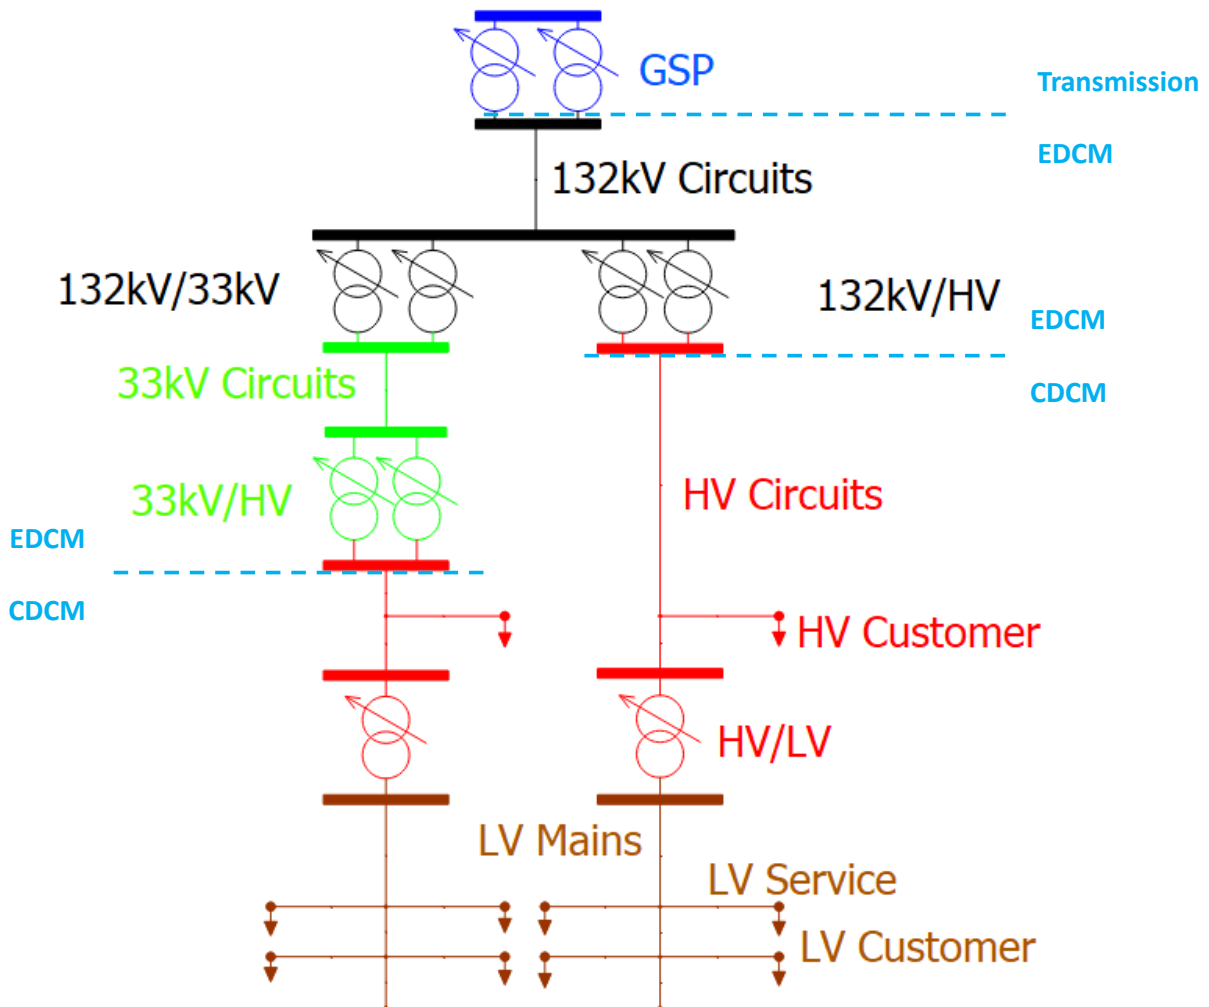 GSP
Transmission
EDCM
132kV Circuits
132kV/33kV
132kV/HV
EDCM
CDCM
33kV Circuits
33kV/HV
HV Circuits
EDCM
CDCM
HV Customer
HV/LV
LV Mains
LV Service
LV Customer